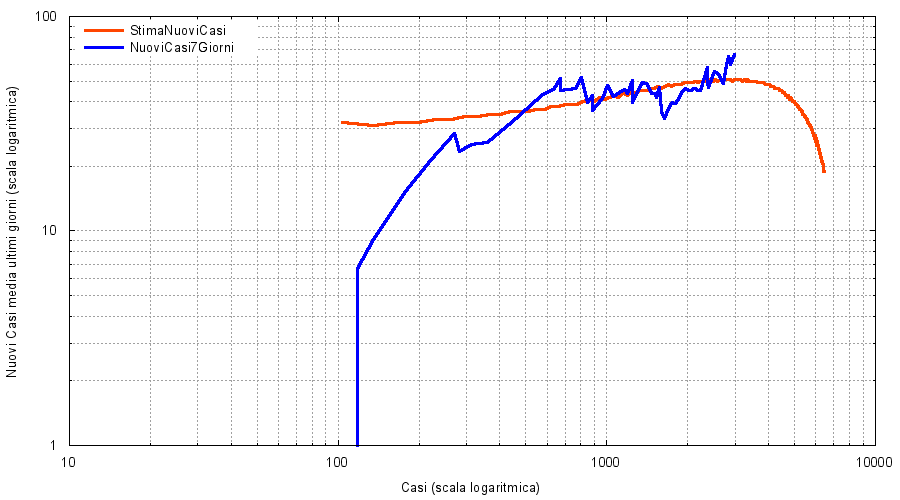 100
StimaNuoviCasi
NuoviCasi7Giorni
10
1
Nuovi Casi media ultimi giorni (scala logaritmica)
10
100
1000
10000
Casi (scala logaritmica)